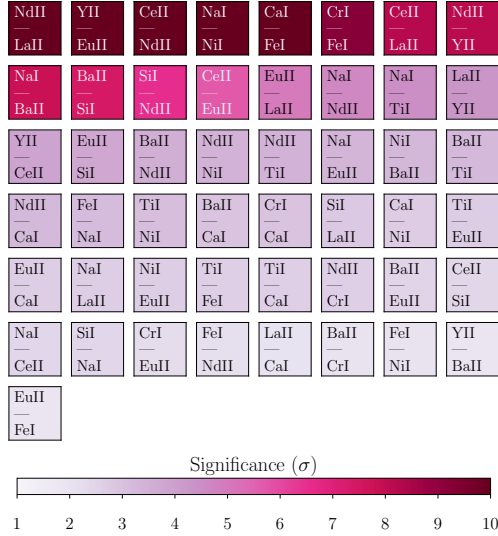 NdII YII CeII NaI CaI CrI CeII NdII
— — — — — — — —
LaII EuII NdII NiI FeI FeI LaII YII
NaI BaII SiI CeII EuII NaI NaI LaII
— — — — — — — —
BaII SiI NdII EuII LaII NdII TiI YII
YII EuII BaII NdII NdII NaI NiI BaII
— — — — — — — —
CeII SiI NdII NiI TiI EuII BaII TiI
NdII FeI TiI BaII CrI SiI CaI TiI
— — — — — — — —
CaI NaI NiI CaI CaI LaII NiI EuII
EuII NaI NiI TiI TiI NdII BaII CeII
— — — — — — — —
CaI LaII EuII FeI CaI CrI EuII SiI
NaI SiI CrI FeI LaII BaII FeI YII
— — — — — — — —
CeII NaI EuII NdII CaI CrI NiI BaII
EuII
—
FeI
Significance (σ)
1 2 3 4 5 6 7 8 9 10